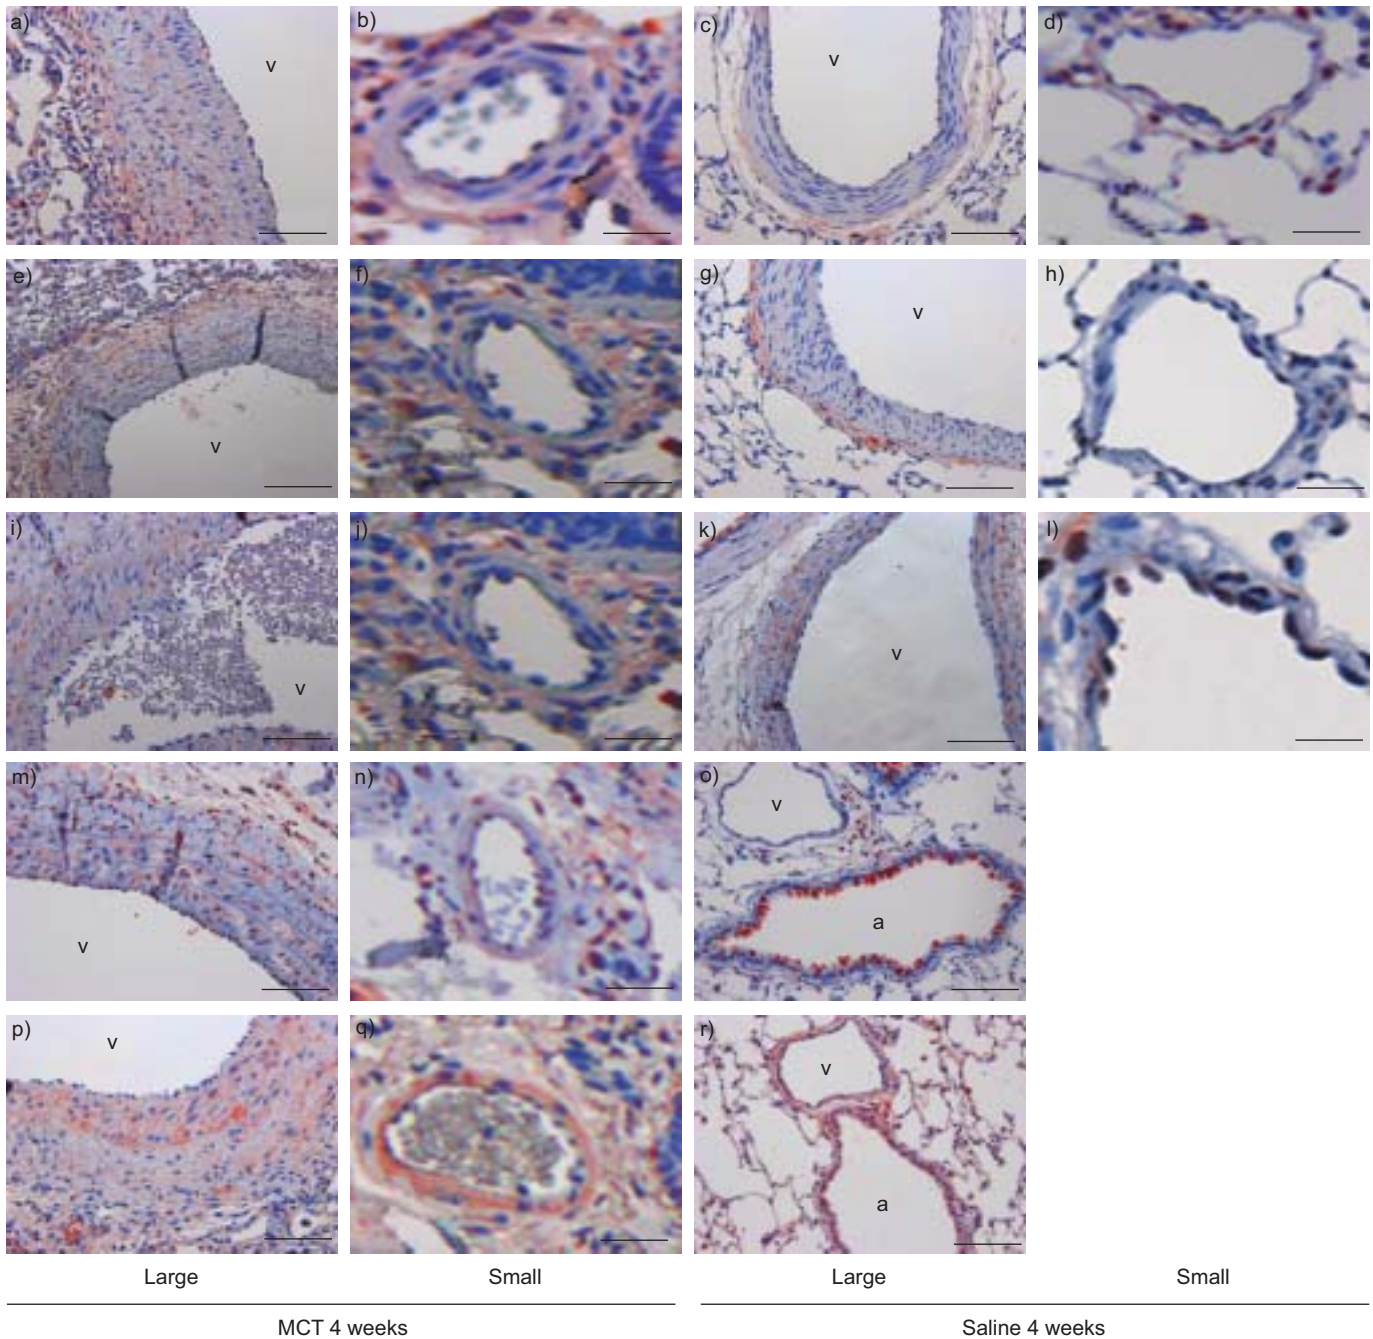 a) v b) c) v d)
e) v f) g) v h)
i) v j) k) v l)
m) v n) o) v a
p) v q) r) v a
Large Small Large Small
MCT 4 weeks Saline 4 weeks